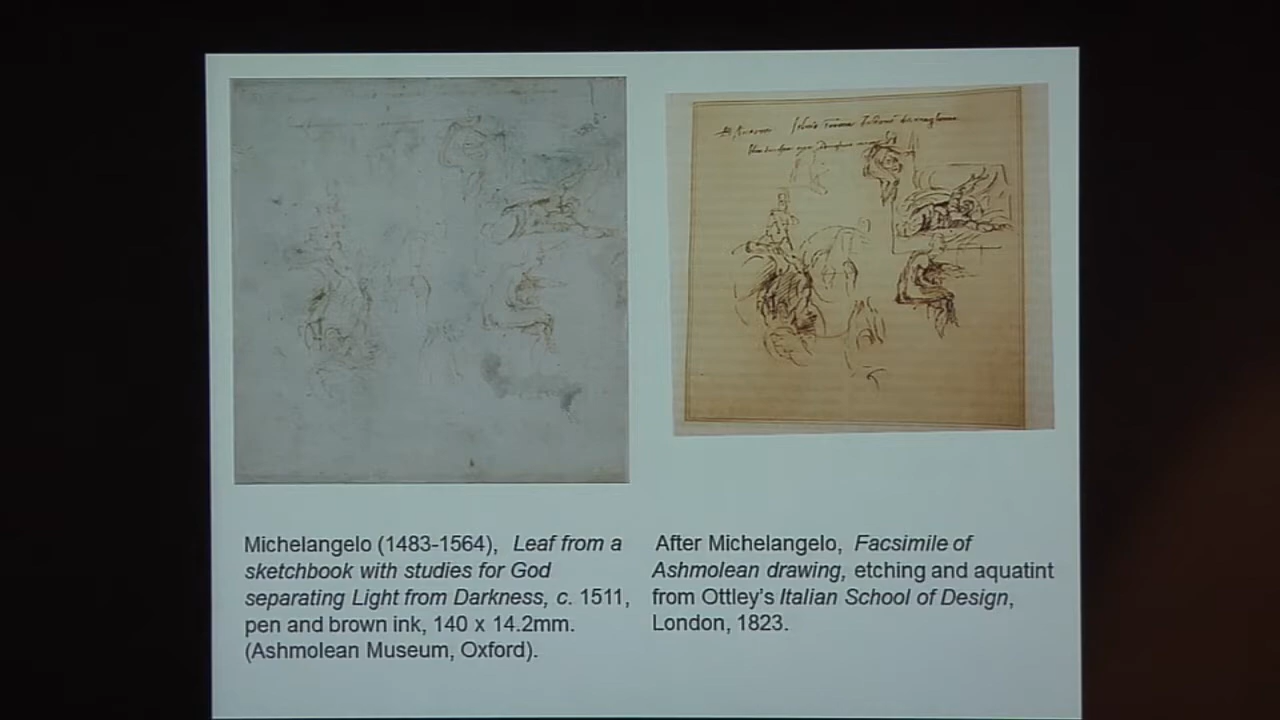 Michelangelo (1483-1564), Leaf from a
sketchbook with studies for God
separating Light from Darkness, c. 1511,
pen and brown ink, 140 x 14.2mm.
(Ashmolean Museum, Oxford).
After Michelangelo, Facsimile of
Ashmolean drawing, etching and aquatint
from Ottley's Italian School of Design,
London, 1823.